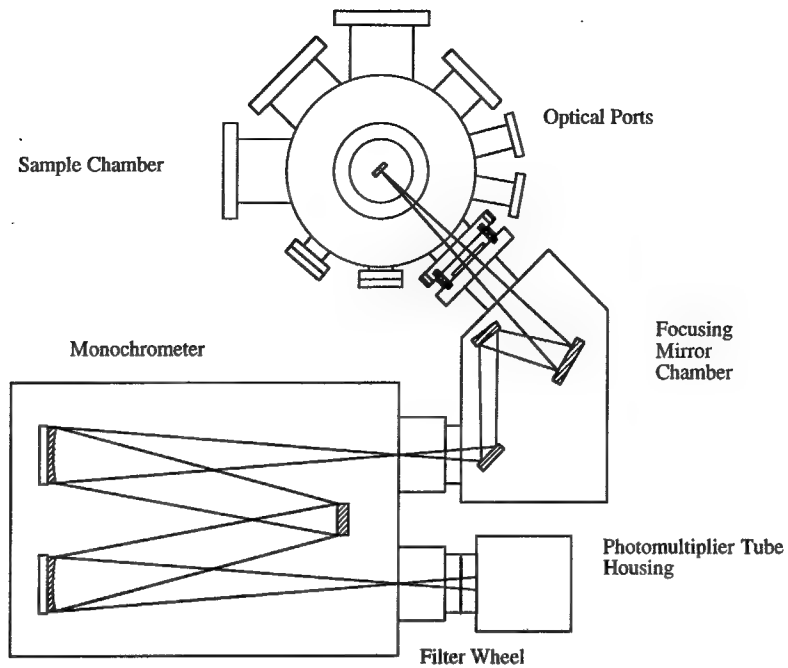 Optical Ports
Sample Chamber
Focusing
Mirror
Chamber
Monochrometer
Photomultiplier Tube
Housing
Filter Wheel